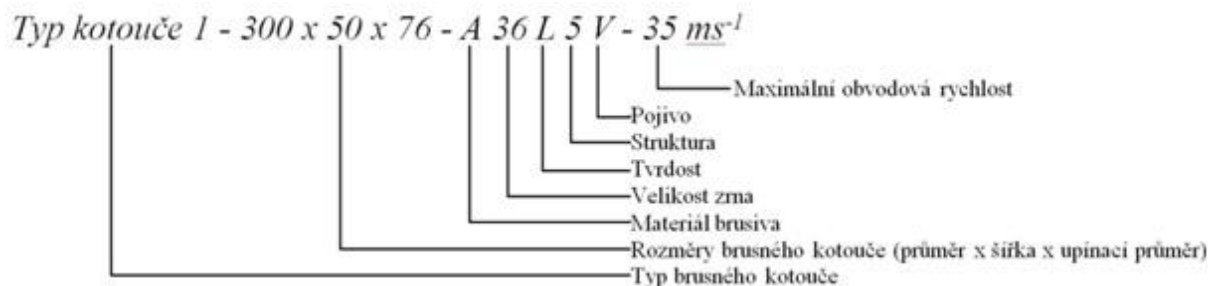 Typ kotouče 1 - 300 x 50 x 76 - A 36 L 5 V - 35 ms⁻¹
Maximální obvodová rychlost
Pojivo
Struktura
Tvrdost
Velikost zrna
Materiál brusiva
Rozměry brusného kotouče (průměr x šířka x upínací průměr)
Typ brusného kotouče